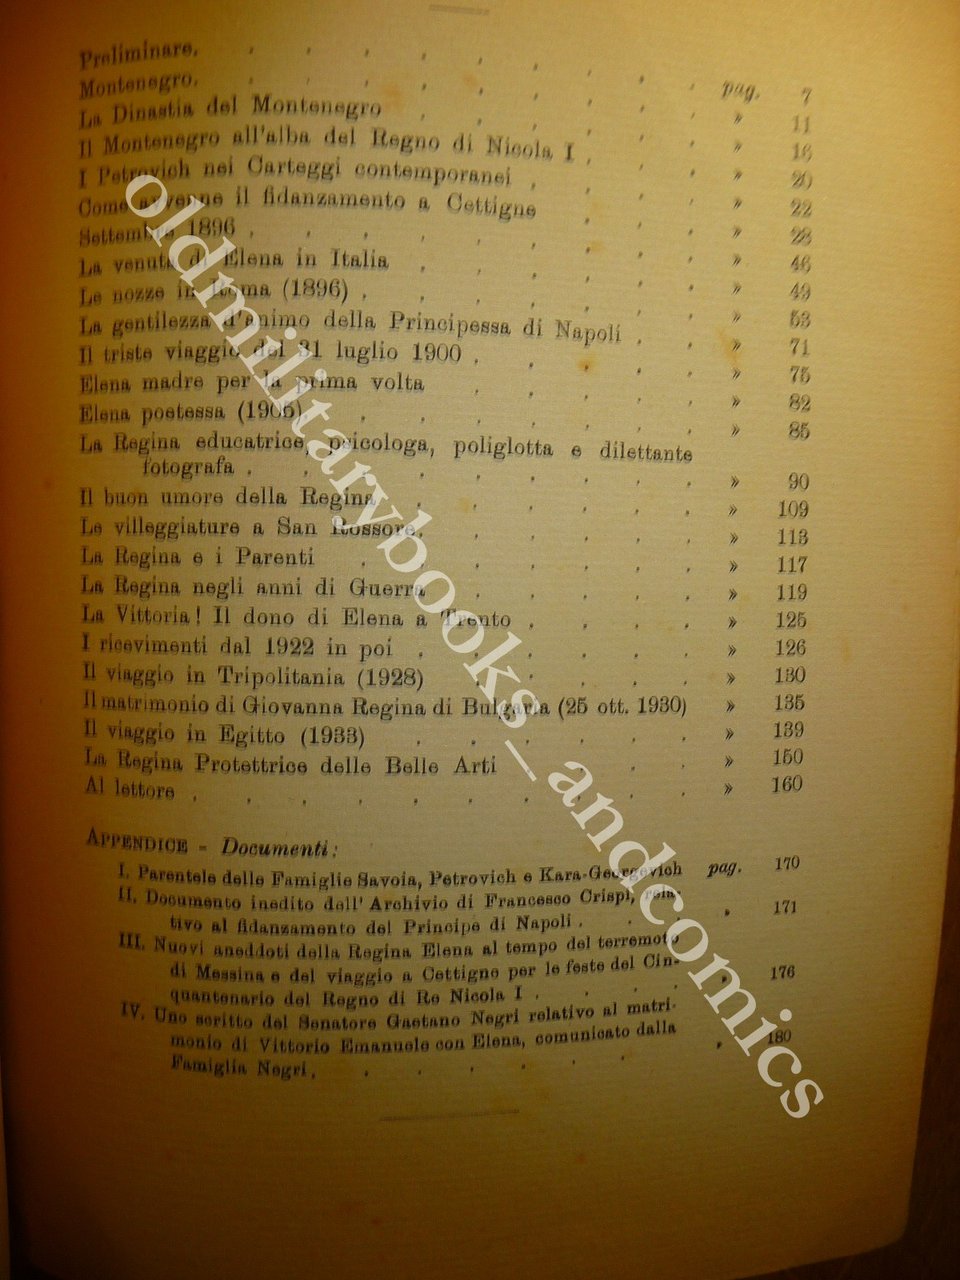 Preliminare . . . . . . . . . pag. 7
Montenegro . . . . . . . . . » 11
La Dinastia del Montenegro . . . . . » 16
Il Montenegro all'alba del Regno di Nicola I . . » 20
I Petrovich nei Carteggi contemporanei . . . » 22
Come avvenne il fidanzamento a Cettigne . . » 28
Settembre 1896 . . . . . . . . » 46
La venuta di Elena in Italia . . . . . » 49
Le nozze in Roma (1896) . . . . . . » 53
La gentilezza d'animo della Principessa di Napoli . » 71
Il triste viaggio del 31 luglio 1900 . . . . » 75
Elena madre per la prima volta . . . . . » 82
Elena poetessa (1905) . . . . . . . » 85
La Regina educatrice, psicologa, poliglotta e dilettante
fotografa . . . . . . . . . » 90
Il buon umore della Regina . . . . . . » 109
Le villeggiature a San Rossore . . . . . » 113
La Regina e i Parenti . . . . . . . » 117
La Regina negli anni di Guerra . . . . . » 119
La Vittoria! Il dono di Elena a Trento . . . . » 125
I ricevimenti dal 1922 in poi . . . . . . » 126
Il viaggio in Tripolitania (1928) . . . . . » 130
Il matrimonio di Giovanna Regina di Bulgaria (25 ott. 1930) » 135
Il viaggio in Egitto (1933) . . . . . . » 139
La Regina Protettrice delle Belle Arti . . . . » 150
Al lettore . . . . . . . . . . » 160
APPENDICE - Documenti:
I. Parentele delle Famiglie Savoia, Petrovich e Kara-Georgevich pag. 170
II. Documento inedito dell'Archivio di Francesco Crispi, rela-
tivo al fidanzamento del Principe di Napoli . . . » 171
III. Nuovi aneddoti della Regina Elena al tempo del terremoto
di Messina e del viaggio a Cettigne per le feste del Cin-
quantenario del Regno di Re Nicola I . . . . » 176
IV. Uno scritto del Senatore Gaetano Negri relativo al matri-
monio di Vittorio Emanuele con Elena, comunicato dalla
Famiglia Negri . . . . . . . . » 180
oldmilitarybooks_andcomics